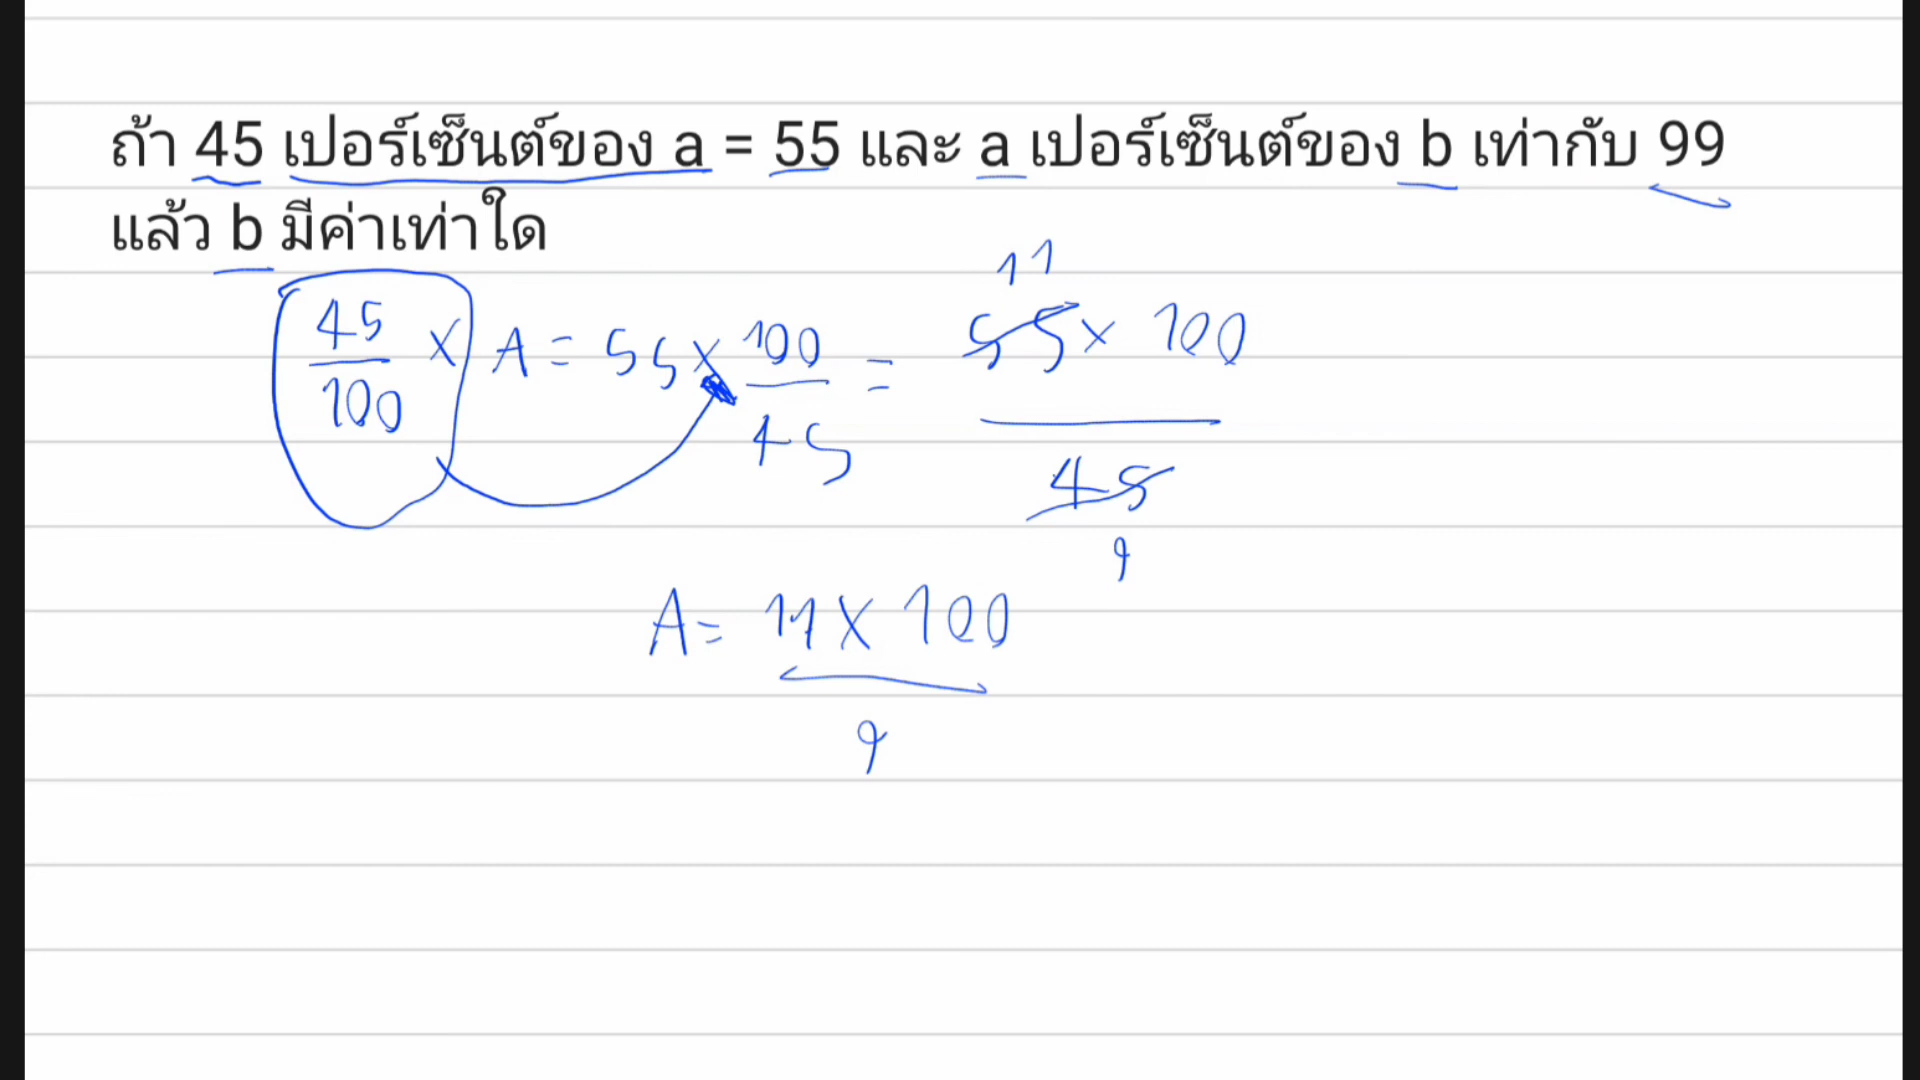 ถ้า 45 เปอร์เซ็นต์ของ a = 55 และ a เปอร์เซ็นต์ของ b เท่ากับ 99
แล้ว b มีค่าเท่าใด
11
45/100 × A = 55 × 100/45 = 55 × 100/45
9
A = 11 × 100/9